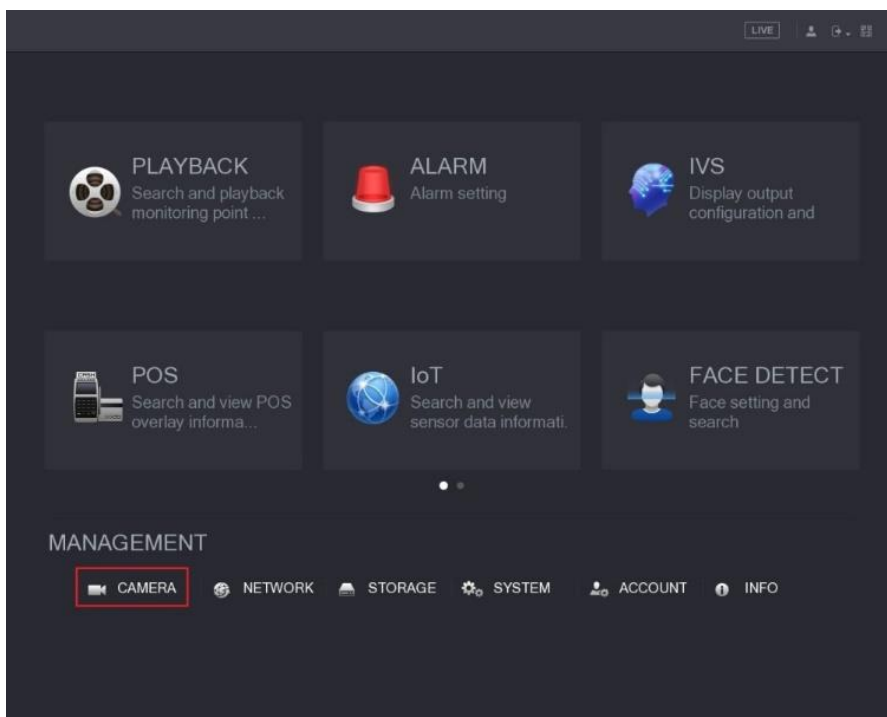 LIVE
PLAYBACK
Search and playback
monitoring point ...
ALARM
Alarm setting
IVS
Display output
configuration and
POS
Search and view POS
overlay informa...
IoT
Search and view
sensor data informati.
FACE DETECT
Face setting and
search
MANAGEMENT
CAMERA NETWORK STORAGE SYSTEM ACCOUNT INFO